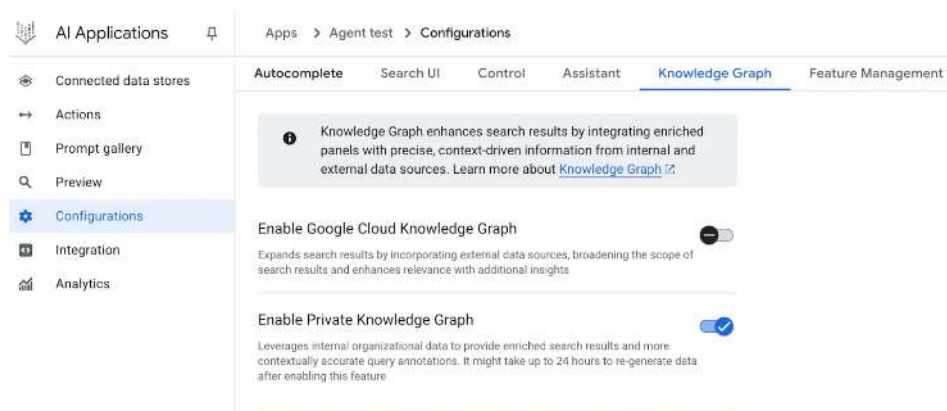 AI Applications
Apps > Agent test > Configurations
Connected data stores
Actions
Prompt gallery
Preview
Configurations
Integration
Analytics
Autocomplete Search UI Control Assistant Knowledge Graph Feature Management
Knowledge Graph enhances search results by integrating enriched
panels with precise, context-driven information from internal and
external data sources. Learn more about Knowledge Graph
Enable Google Cloud Knowledge Graph
Expands search results by incorporating external data sources, broadening the scope of
search results and enhances relevance with additional insights
Enable Private Knowledge Graph
Leverages internal organizational data to provide enriched search results and more
contextually accurate query annotations. It might take up to 24 hours to re-generate data
after enabling this feature